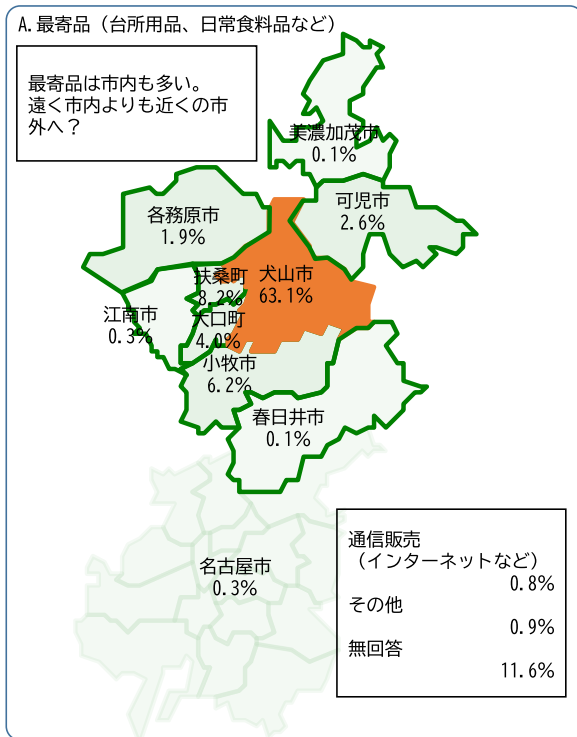 A.最寄品（台所用品、日常食料品など）
最寄品は市内も多い。
遠く市内よりも近くの市
外へ？
美濃加茂市
0.1%
可児市
2.6%
各務原市
1.9%
扶桑町
8.2%
犬山市
63.1%
江南市
0.3%
大口町
4.0%
小牧市
6.2%
春日井市
0.1%
名古屋市
0.3%
通信販売
（インターネットなど）
0.8%
その他
0.9%
無回答
11.6%